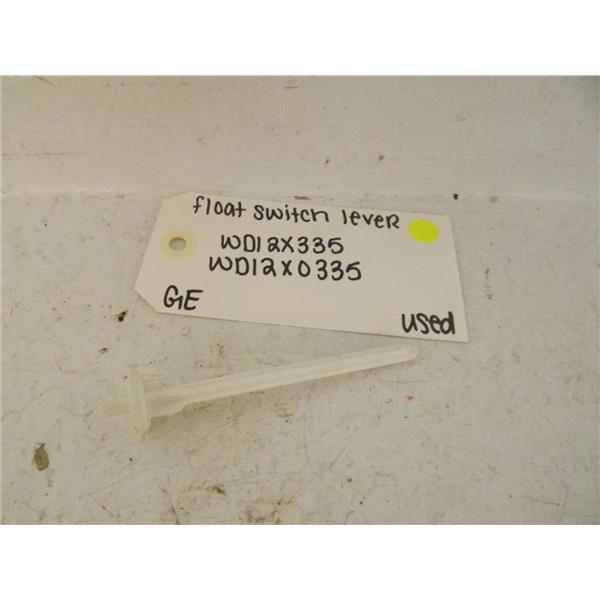 float switch lever
WD12X335
WD12X0335
GE
used